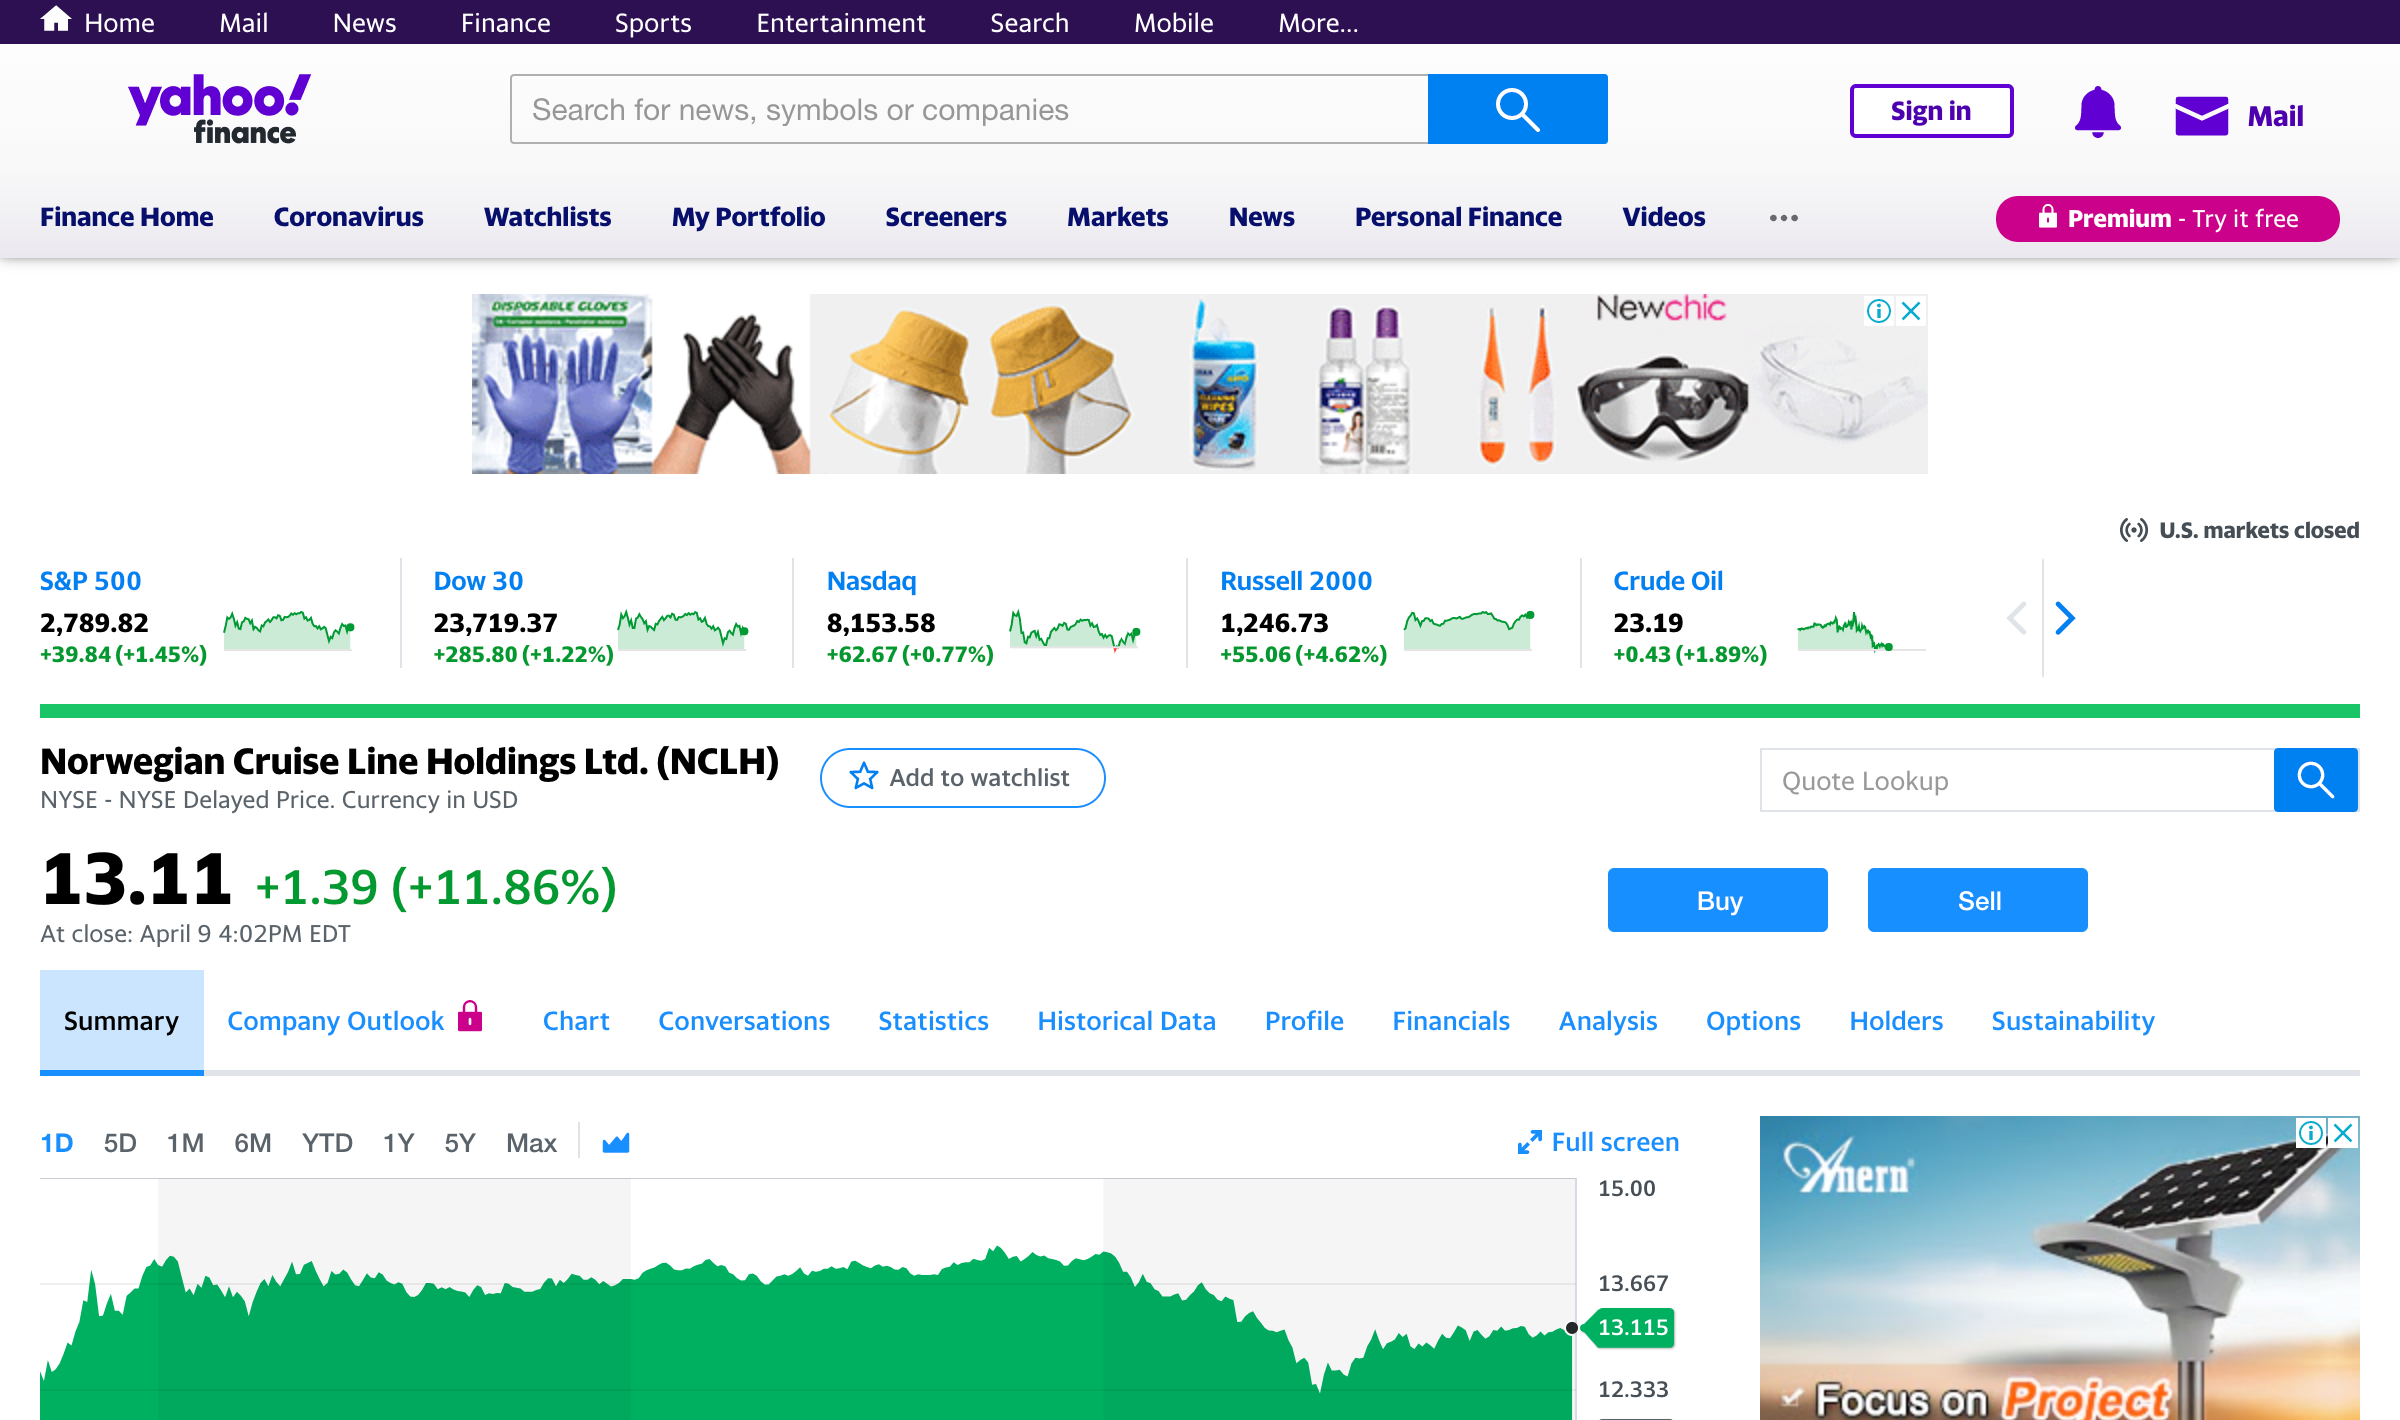 Home Mail News Finance Sports Entertainment Search Mobile More...
yahoo!
finance
Search for news, symbols or companies
Sign in
Mail
Finance Home Coronavirus Watchlists My Portfolio Screeners Markets News Personal Finance Videos ••• Premium - Try it free
DISPOSABLE GLOVES
CLEANING
WIPES
Newchic
U.S. markets closed
S&P 500 Dow 30 Nasdaq Russell 2000 Crude Oil
2,789.82 23,719.37 8,153.58 1,246.73 23.19
+39.84 (+1.45%) +285.80 (+1.22%) +62.67 (+0.77%) +55.06 (+4.62%) +0.43 (+1.89%)
Norwegian Cruise Line Holdings Ltd. (NCLH)
NYSE - NYSE Delayed Price. Currency in USD
Add to watchlist
Quote Lookup
13.11 +1.39 (+11.86%)
At close: April 9 4:02PM EDT
Buy Sell
Summary Company Outlook Chart Conversations Statistics Historical Data Profile Financials Analysis Options Holders Sustainability
1D 5D 1M 6M YTD 1Y 5Y Max
Full screen
15.00
13.667
13.115
12.333
Anern
Focus on Project